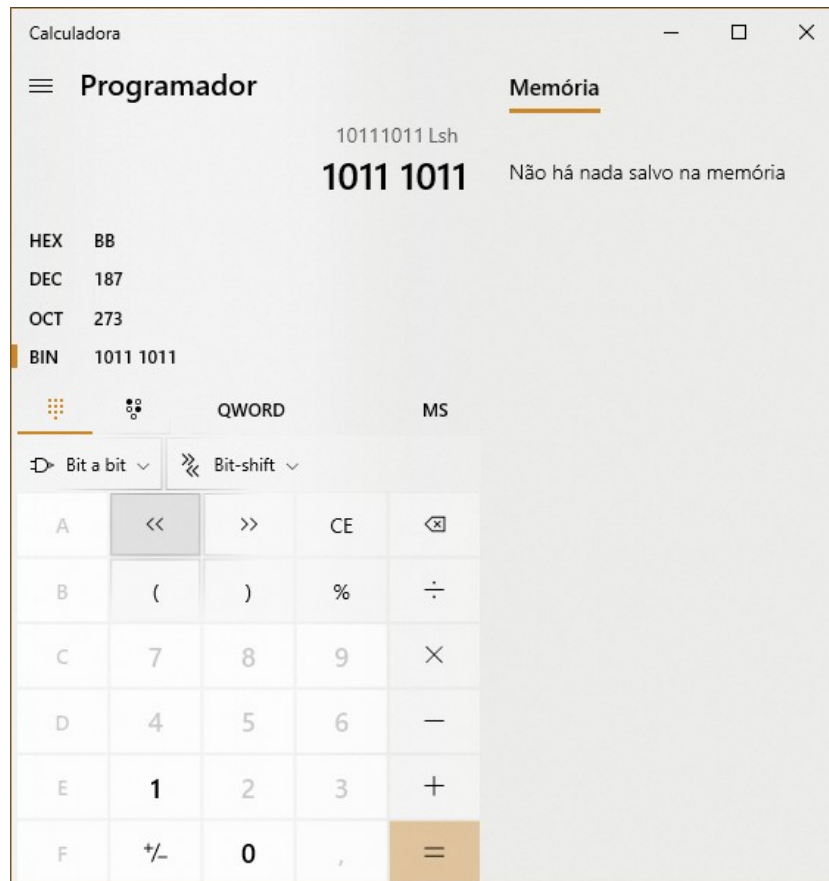 Calculadora
Programador
Memória
10111011 Lsh
1011 1011
Não há nada salvo na memória
HEX BB
DEC 187
OCT 273
BIN 1011 1011
QWORD MS
Bit a bit Bit-shift
A << >> CE
B ( ) % ÷
C 7 8 9 ×
D 4 5 6 −
E 1 2 3 +
F +/− 0 , =